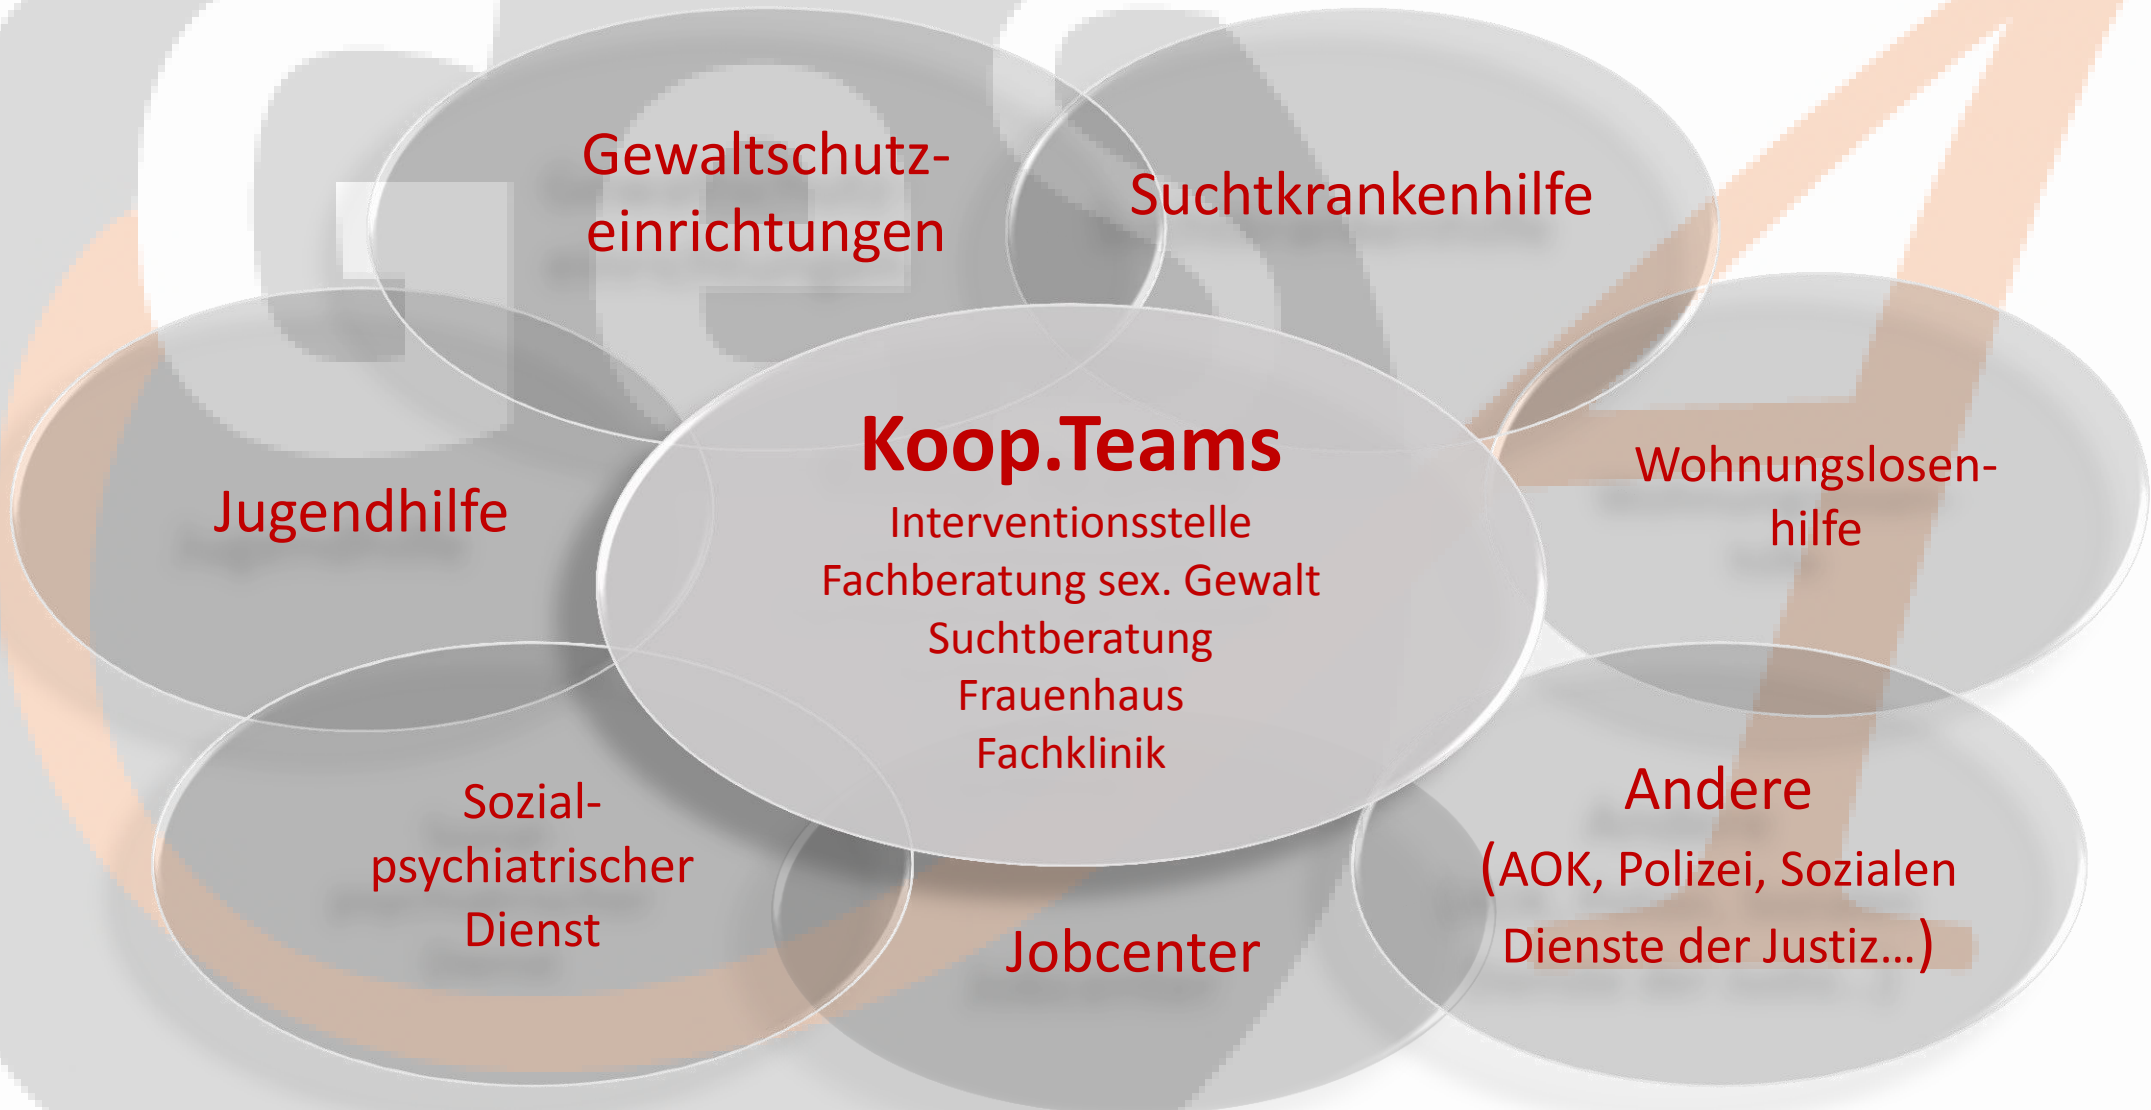 Gewaltschutz-
einrichtungen
Suchtkrankenhilfe
Jugendhilfe
Koop.Teams
Interventionsstelle
Fachberatung sex. Gewalt
Suchtberatung
Frauenhaus
Fachklinik
Wohnungslosen-
hilfe
Sozial-
psychiatrischer
Dienst
Jobcenter
Andere
(AOK, Polizei, Sozialen
Dienste der Justiz...)